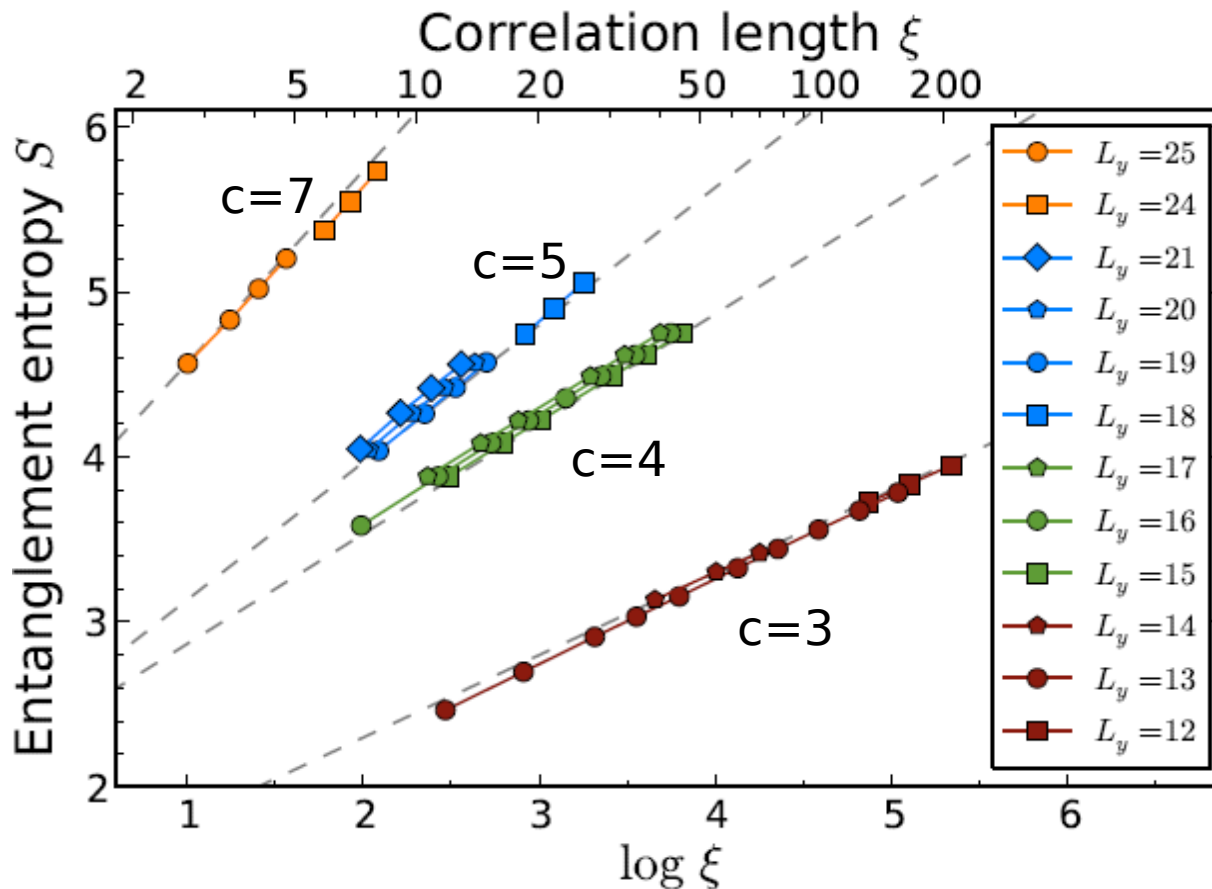 Correlation length ξ
2 5 10 20 50 100 200
Entanglement entropy S
6
5
4
3
2
c=7
c=5
c=4
c=3
L_y =25
L_y =24
L_y =21
L_y =20
L_y =19
L_y =18
L_y =17
L_y =16
L_y =15
L_y =14
L_y =13
L_y =12
1 2 3 4 5 6
log ξ